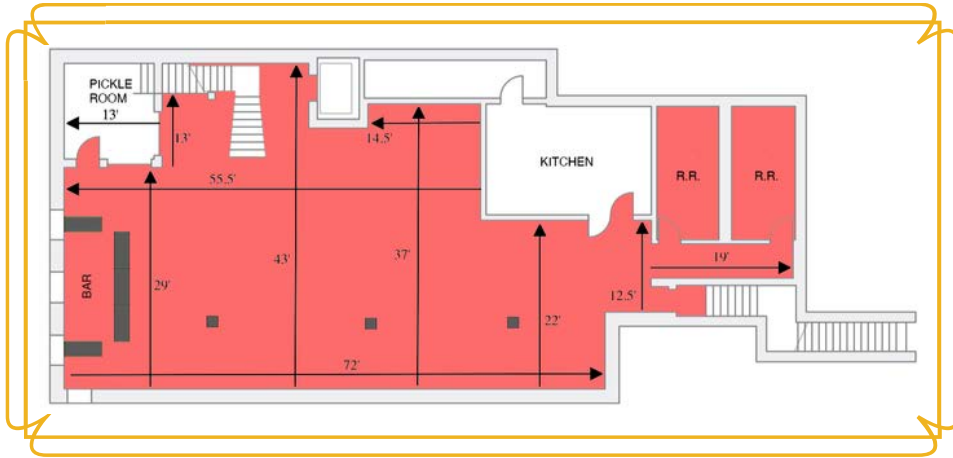 PICKLE
ROOM
13'
13'
14.5'
KITCHEN
R.R.
R.R.
55.5'
43'
37'
19'
BAR
29'
12.5'
22'
72'